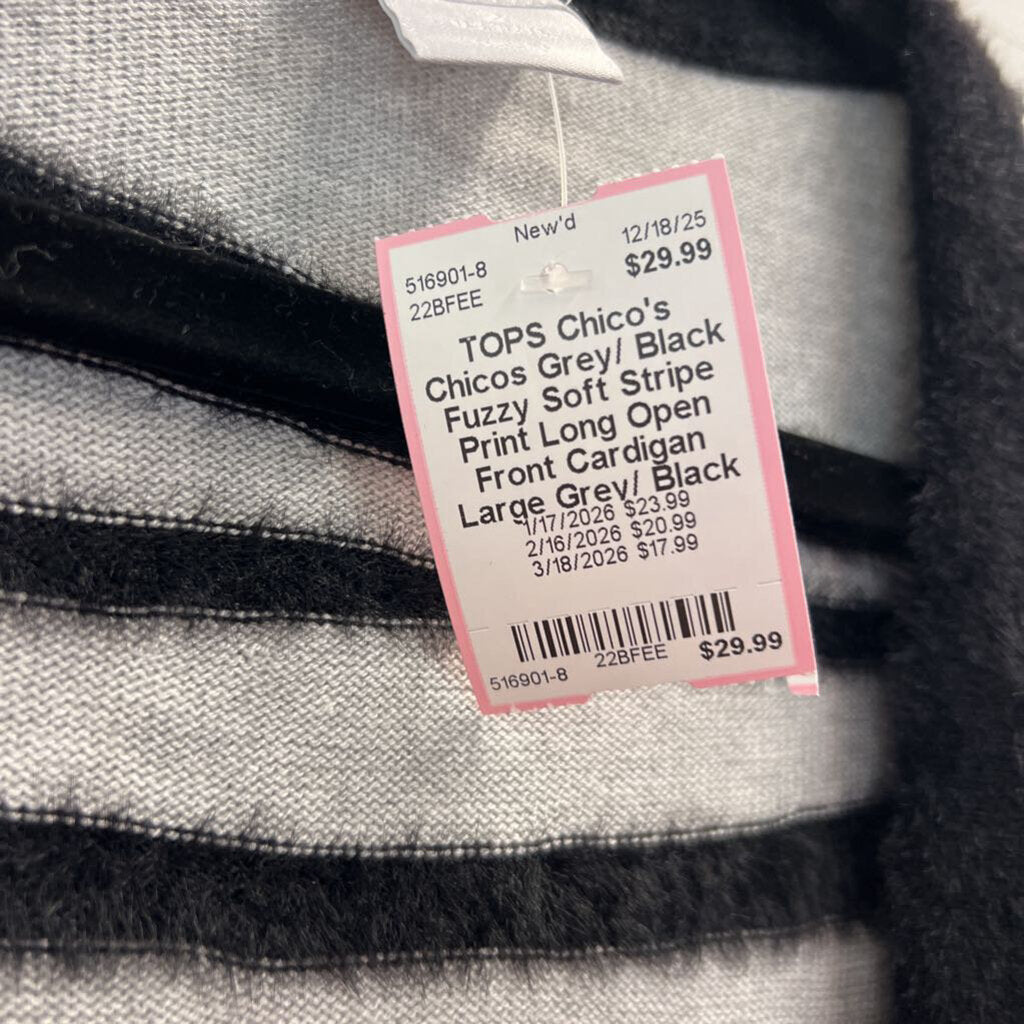 New'd
12/18/25
516901-8
$29.99
22BFEE
TOPS Chico's
Chicos Grey/ Black
Fuzzy Soft Stripe
Print Long Open
Front Cardigan
Large Grey/ Black
1/17/2026 $23.99
2/16/2026 $20.99
3/18/2026 $17.99
516901-8 22BFEE $29.99